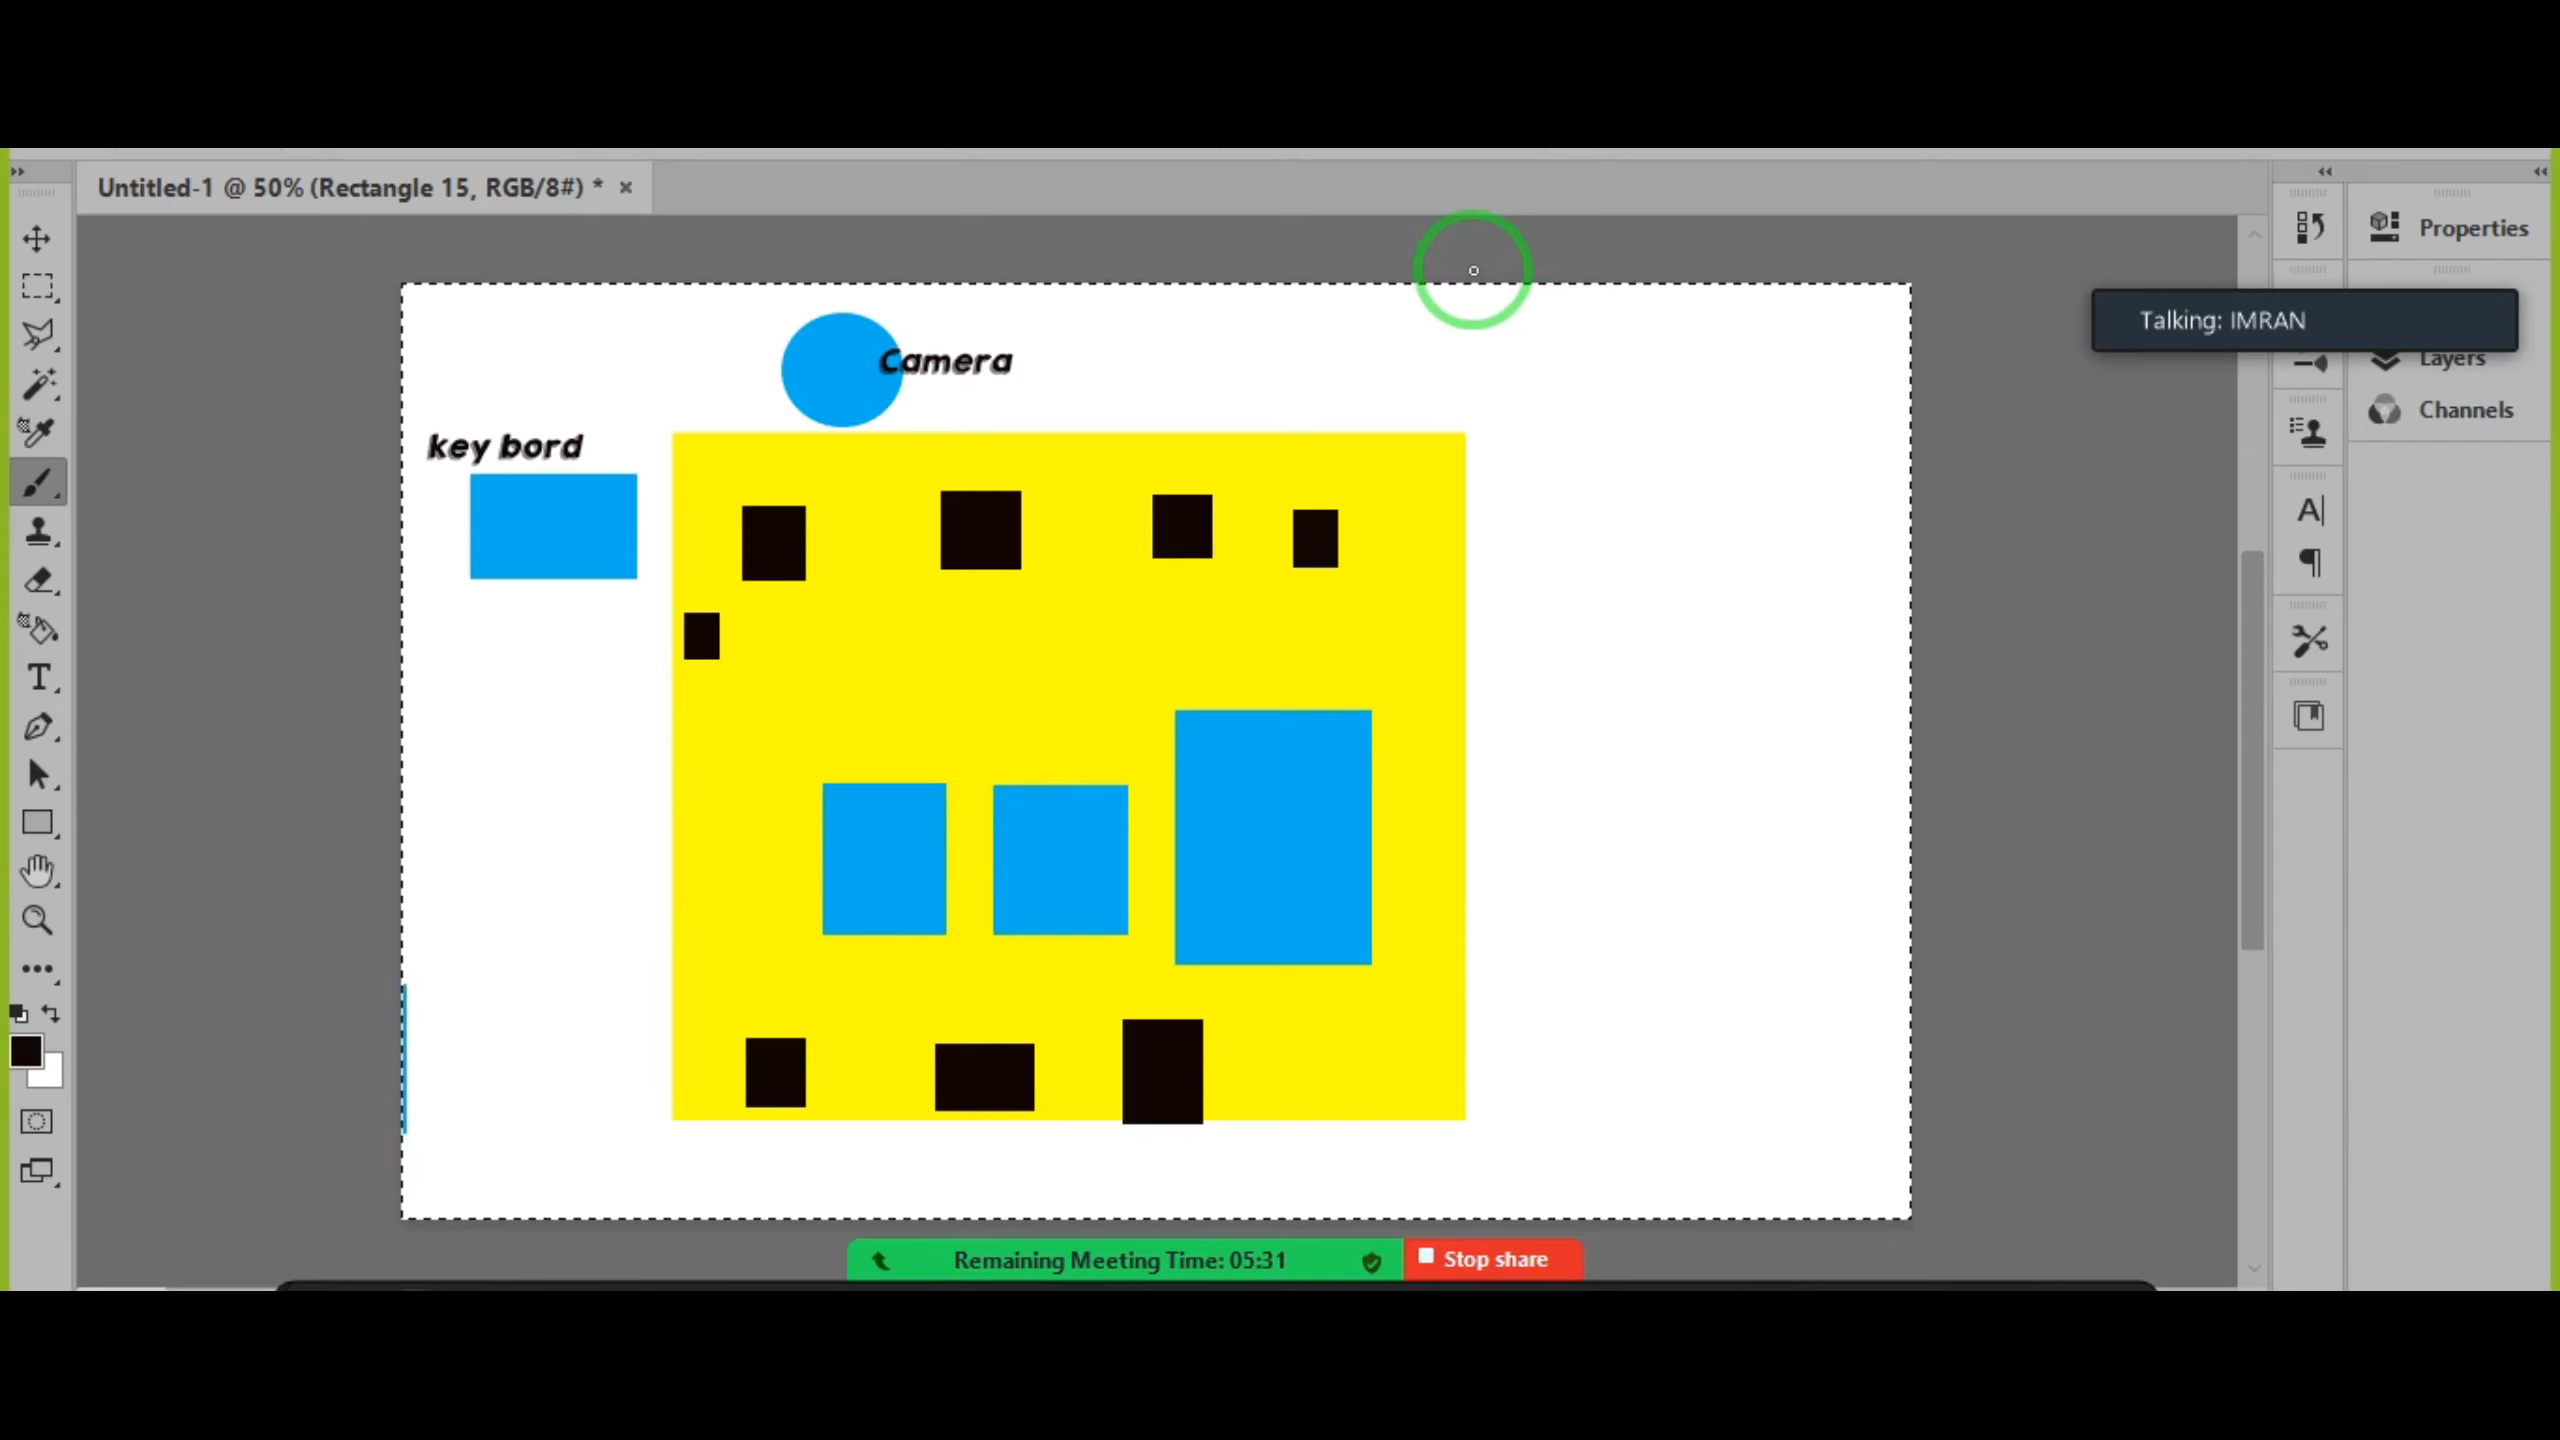 Untitled-1 @ 50% (Rectangle 15, RGB/8#) * ×
Properties
Talking: IMRAN
Layers
Channels
Camera
key bord
Remaining Meeting Time: 05:31
Stop share